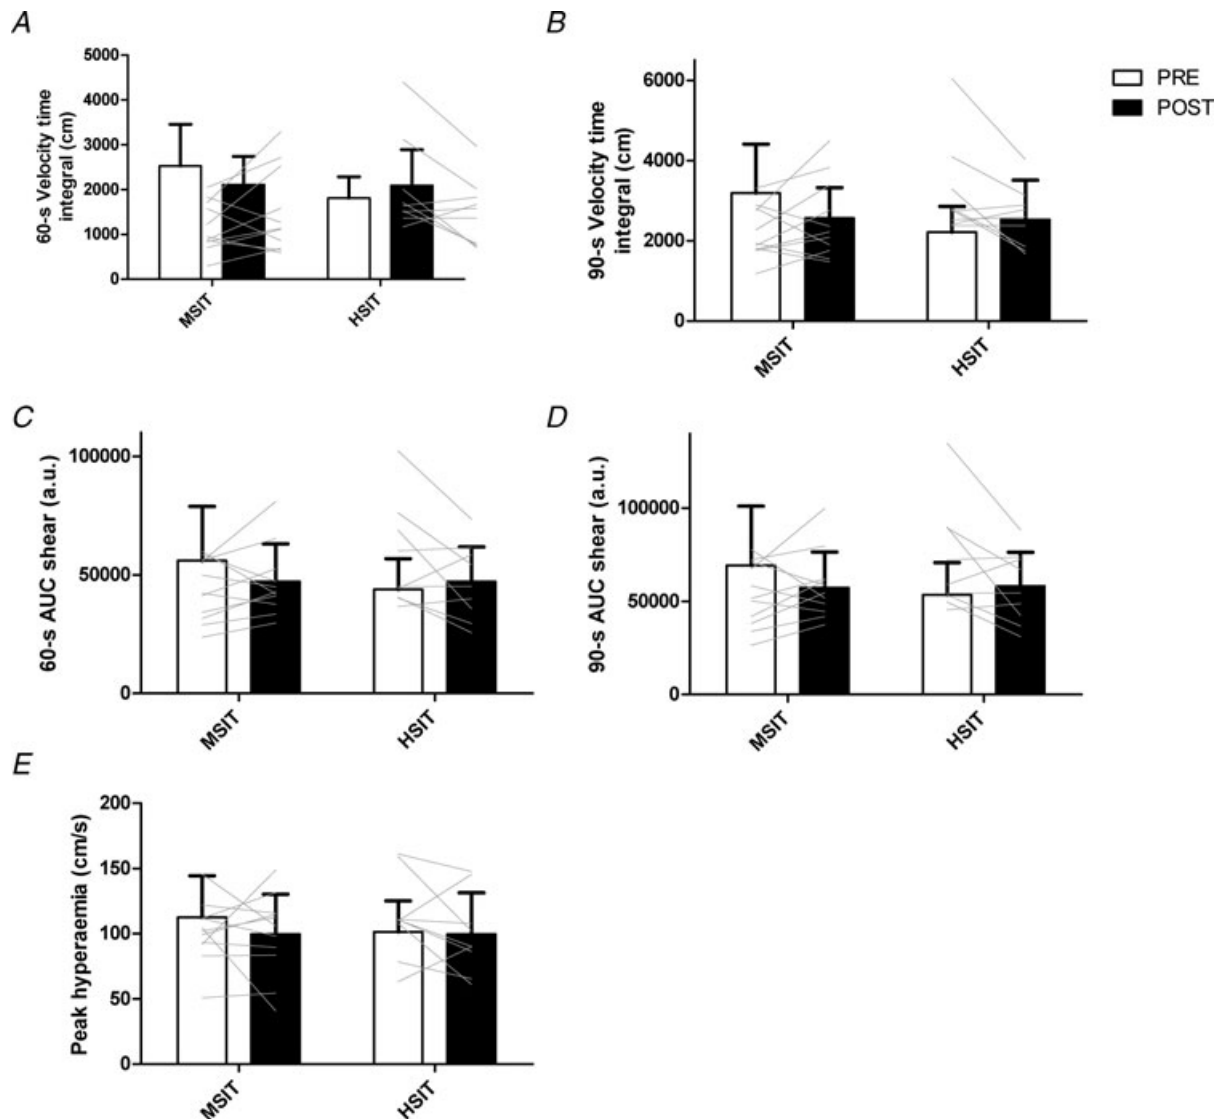 A
60-s Velocity time
integral (cm)
5000
4000
3000
2000
1000
0
MSIT
HSIT
B
90-s Velocity time
integral (cm)
6000
4000
2000
0
MSIT
HSIT
PRE
POST
C
60-s AUC shear (a.u.)
100000
50000
0
MSIT
HSIT
D
90-s AUC shear (a.u.)
100000
50000
0
MSIT
HSIT
E
Peak hyperaemia (cm/s)
200
150
100
50
0
MSIT
HSIT